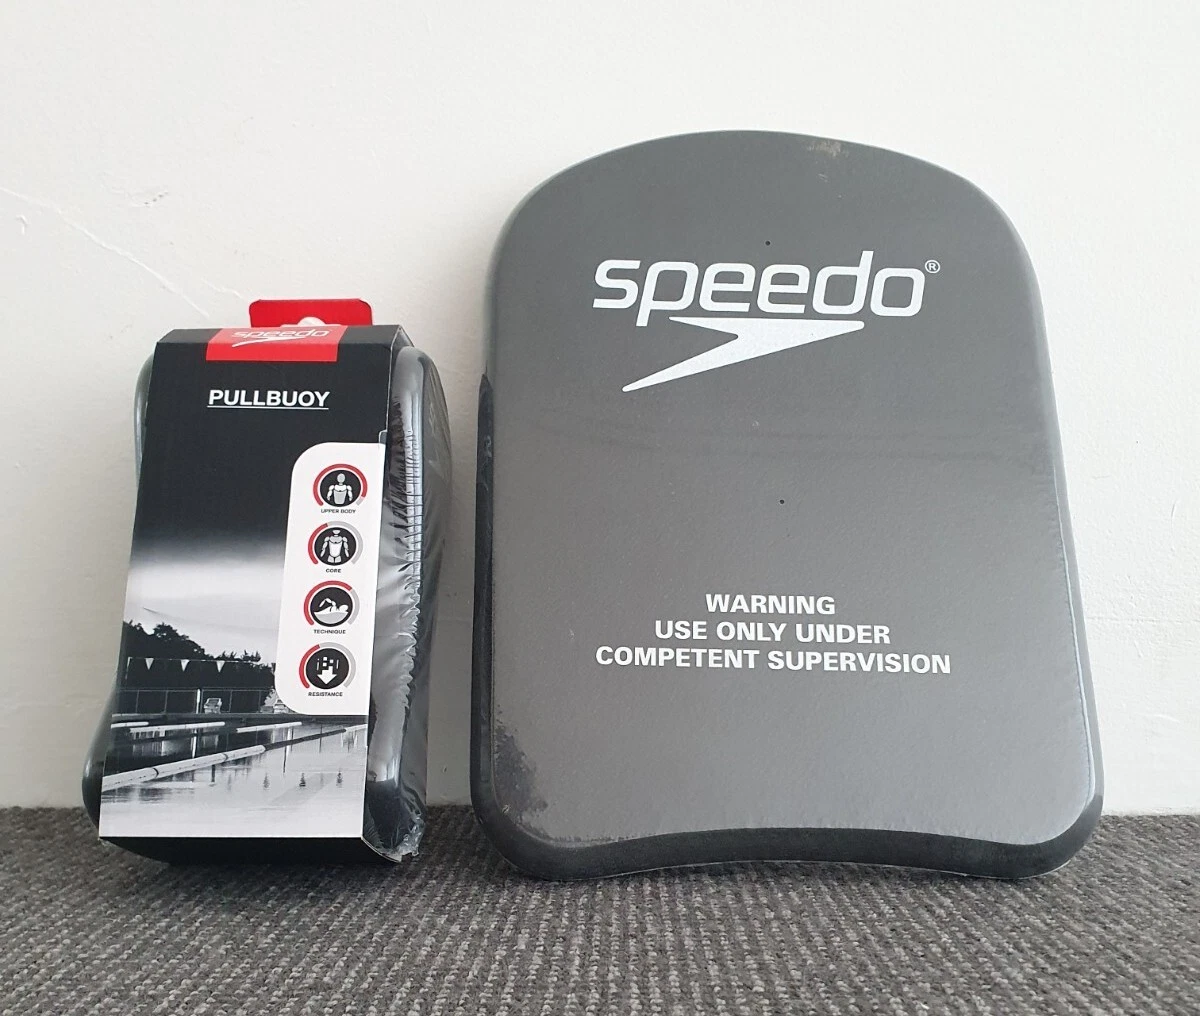 speedo
PULLBUOY
UPPER BODY
CORE
TECHNIQUE
RESISTANCE
speedo®
WARNING
USE ONLY UNDER
COMPETENT SUPERVISION